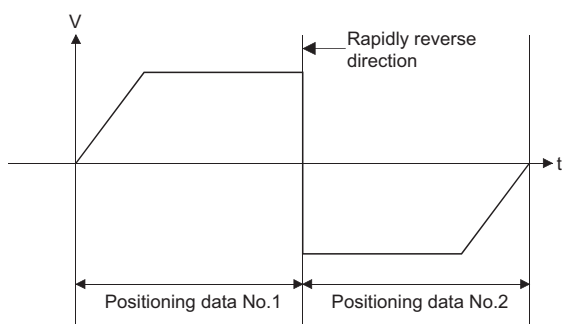 V
Rapidly reverse
direction
t
Positioning data No.1
Positioning data No.2